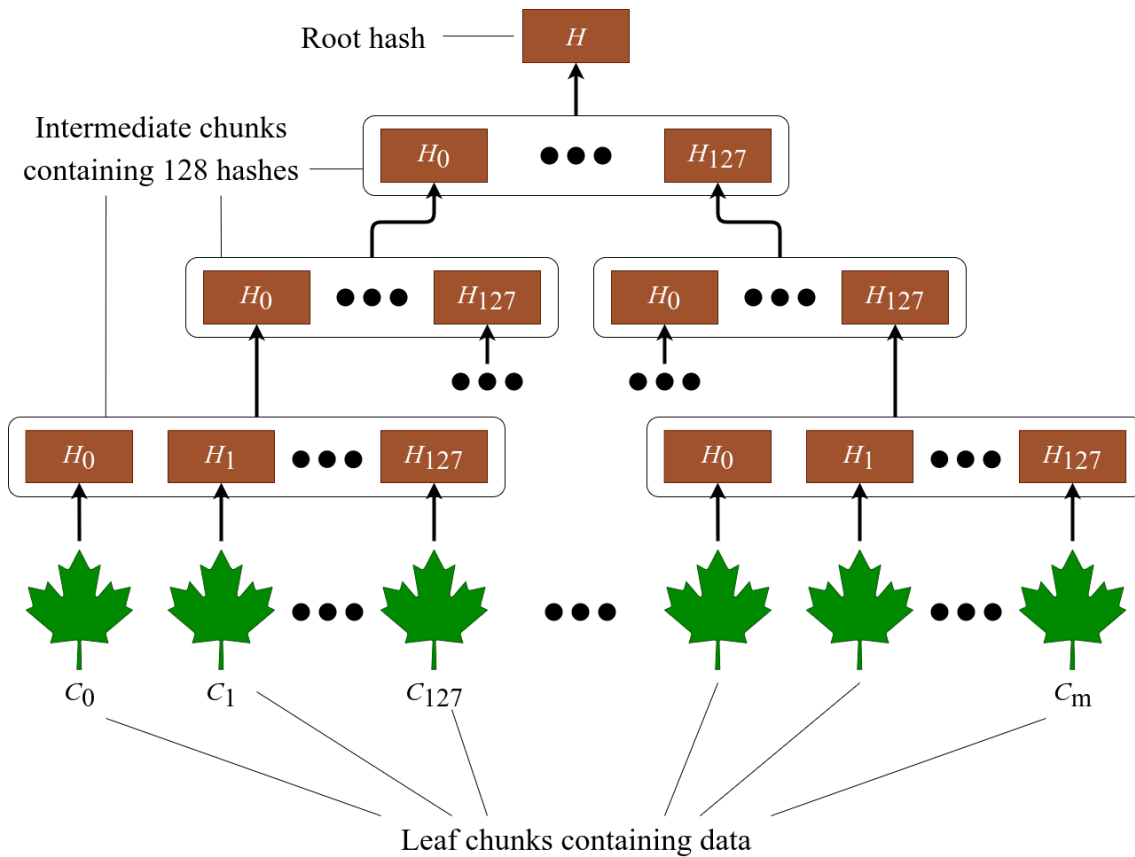 Root hash
H
Intermediate chunks
containing 128 hashes
H0
H127
H0
H127
H0
H127
H0
H1
H127
H0
H1
H127
C0
C1
C127
Cm
Leaf chunks containing data